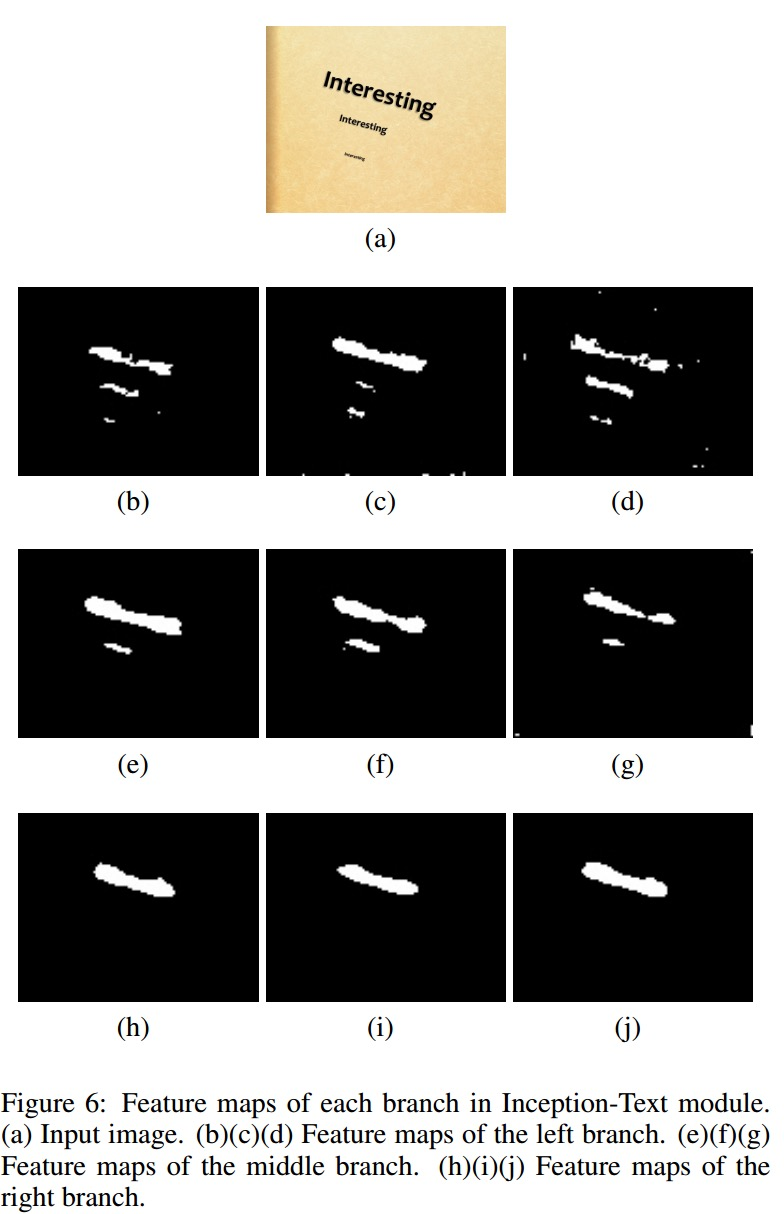 Interesting
Interesting
Interesting
(a)
(b) (c) (d)
(e) (f) (g)
(h) (i) (j)
Figure 6: Feature maps of each branch in Inception-Text module.
(a) Input image. (b)(c)(d) Feature maps of the left branch. (e)(f)(g)
Feature maps of the middle branch. (h)(i)(j) Feature maps of the
right branch.